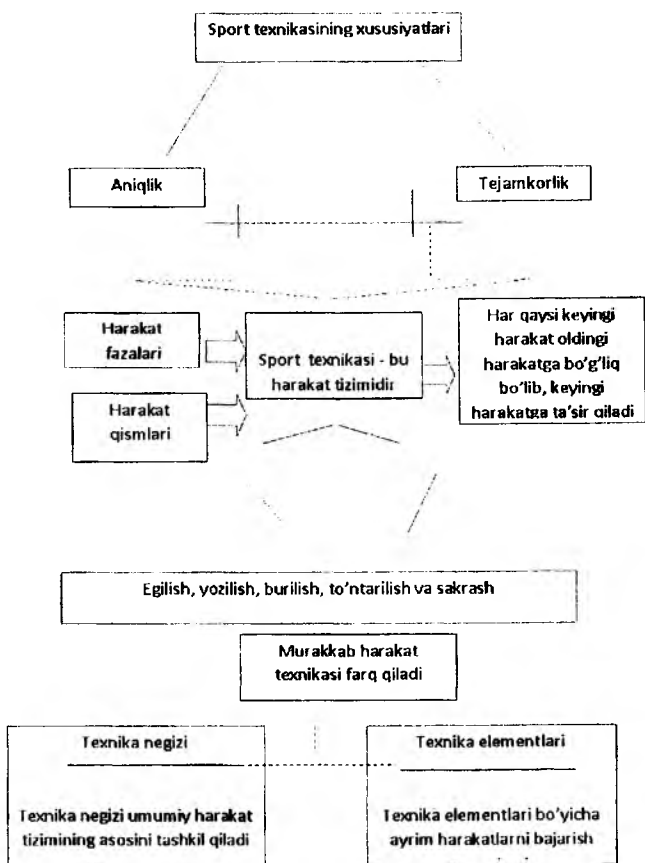 Sport texnikasining xususiyatlari
Aniqlik
Tejamkorlik
Harakat
fazalari
Harakat
qismlari
Sport texnikasi - bu
harakat tizimidir
Har qaysi keyingi
harakat oldingi
harakatga bo'g'liq
bo'lib, keyingi
harakatga ta'sir qiladi
Egilish, yozilish, burilish, to'ntarilish va sakrash
Murakkab harakat
texnikasi farq qiladi
Texnika negizi
Texnika negizi umumiy harakat
tizimining asosini tashkil qiladi
Texnika elementlari
Texnika elementlari bo'yicha
ayrim harakatlarni bajarish